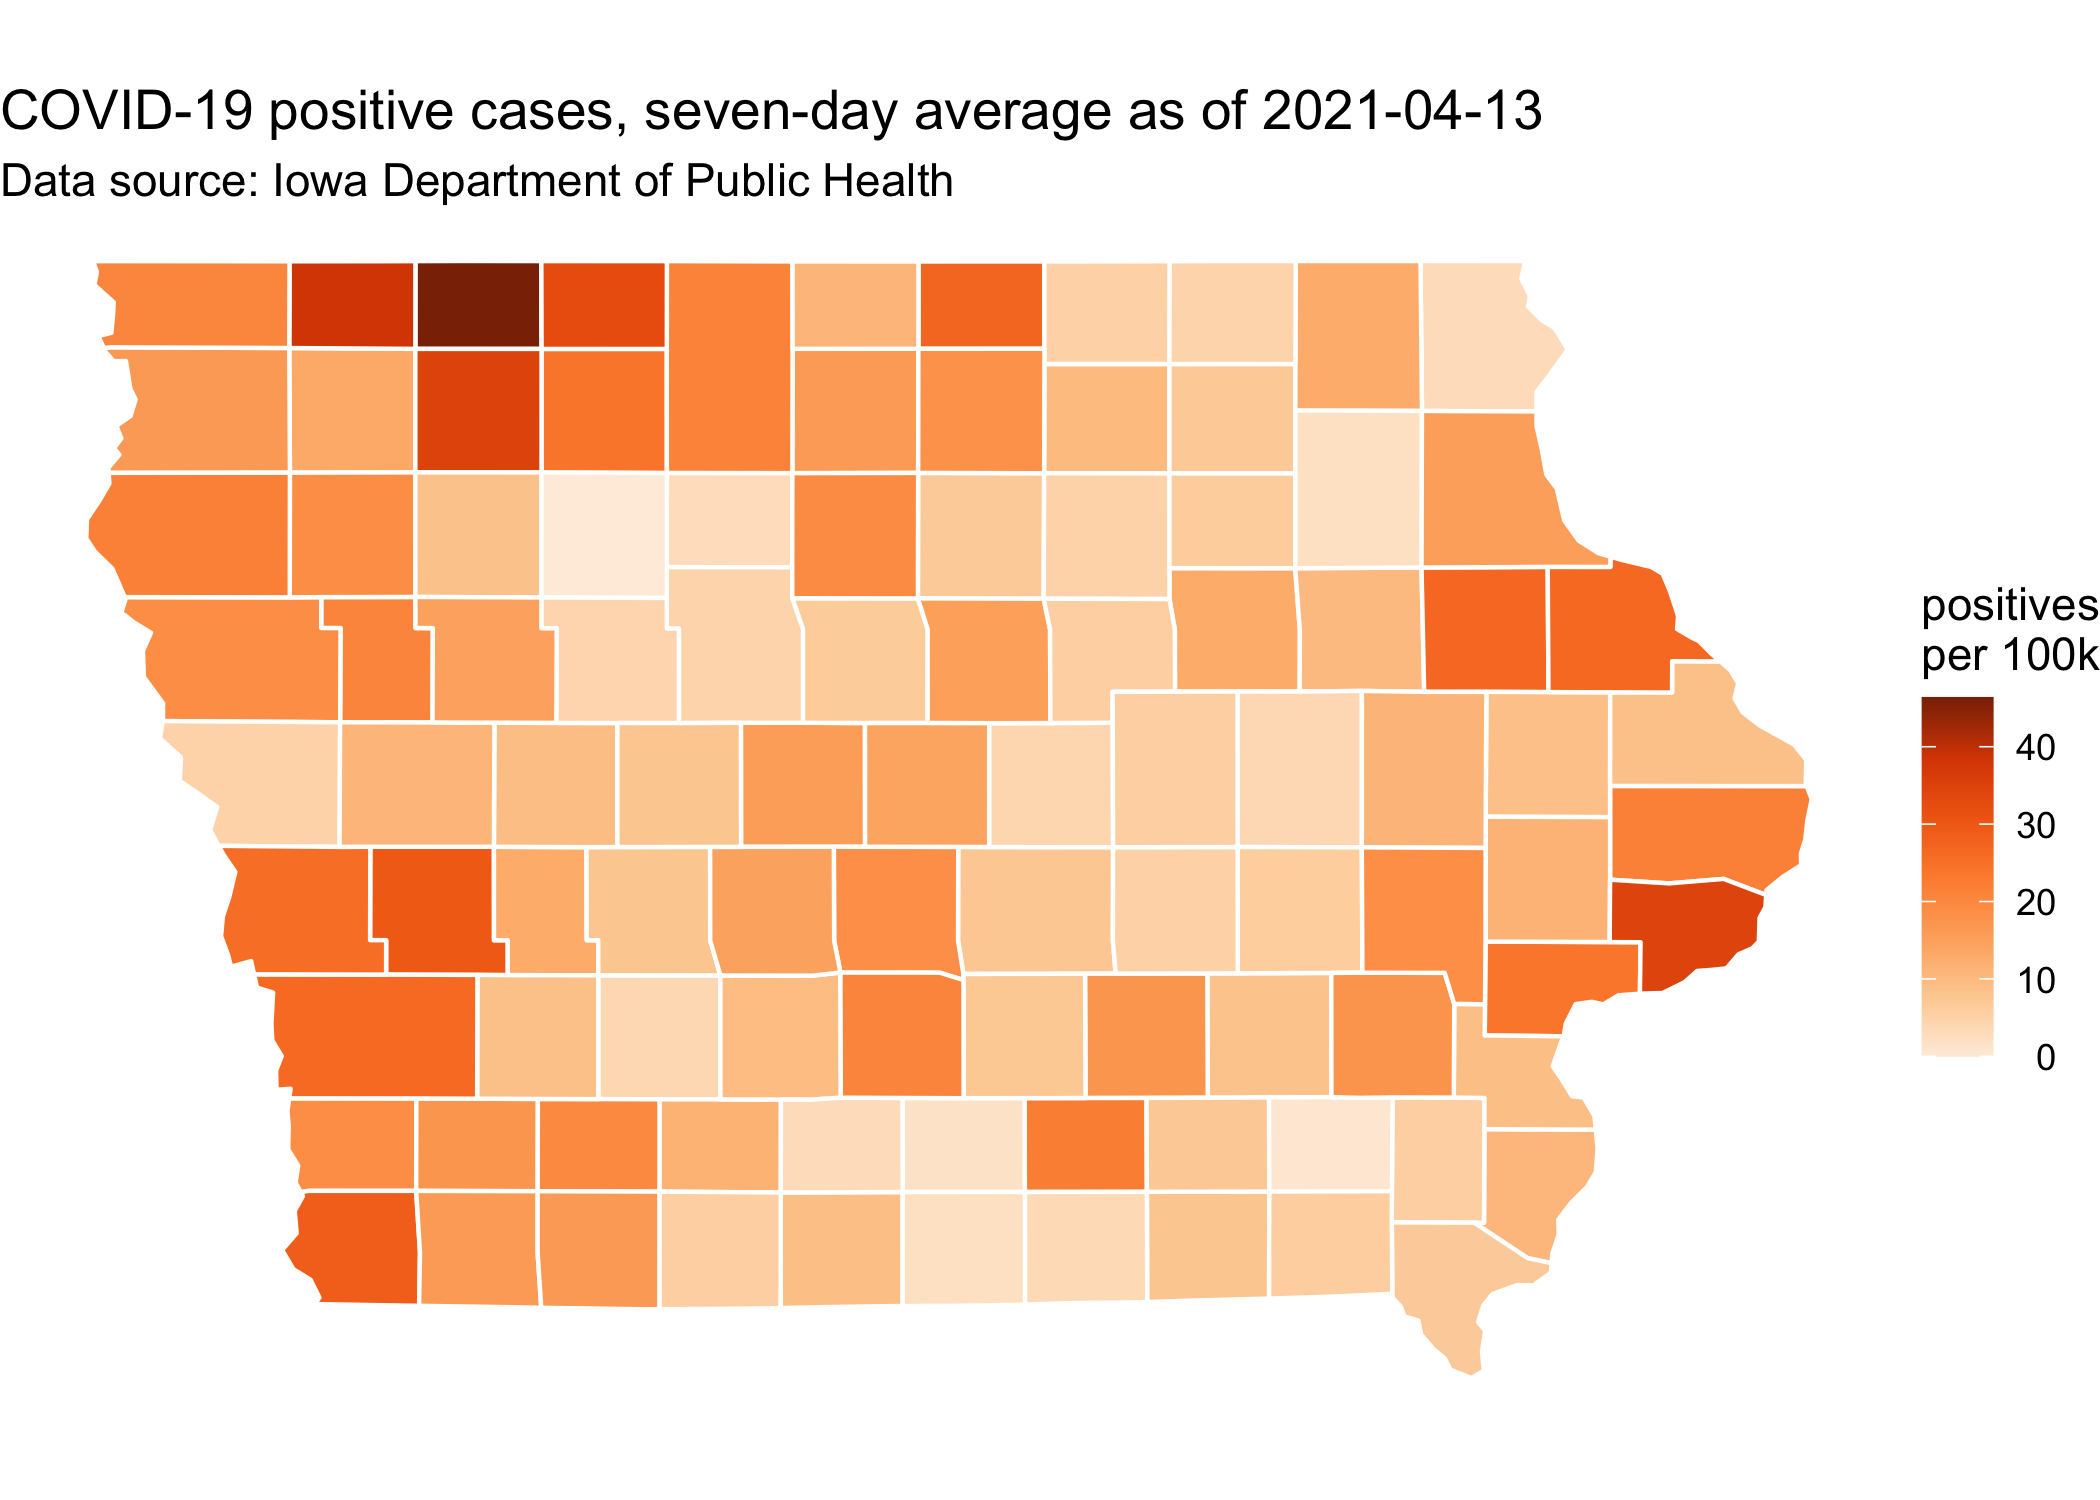 COVID-19 positive cases, seven-day average as of 2021-04-13
Data source: Iowa Department of Public Health
positives
per 100k
40
30
20
10
0